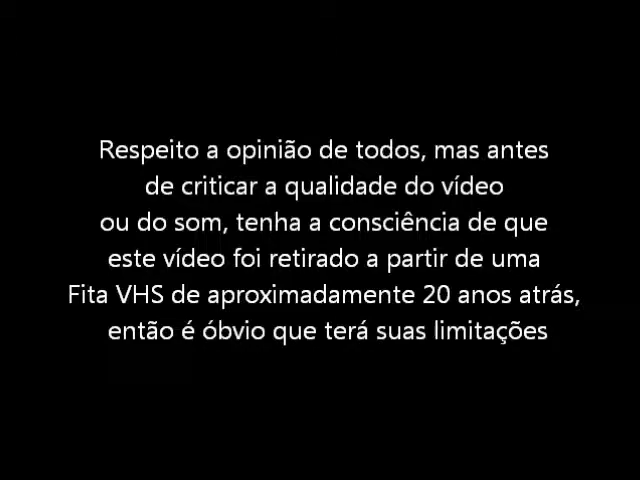 Respeito a opinião de todos, mas antes
de criticar a qualidade do vídeo
ou do som, tenha a consciência de que
este vídeo foi retirado a partir de uma
Fita VHS de aproximadamente 20 anos atrás,
então é óbvio que terá suas limitações